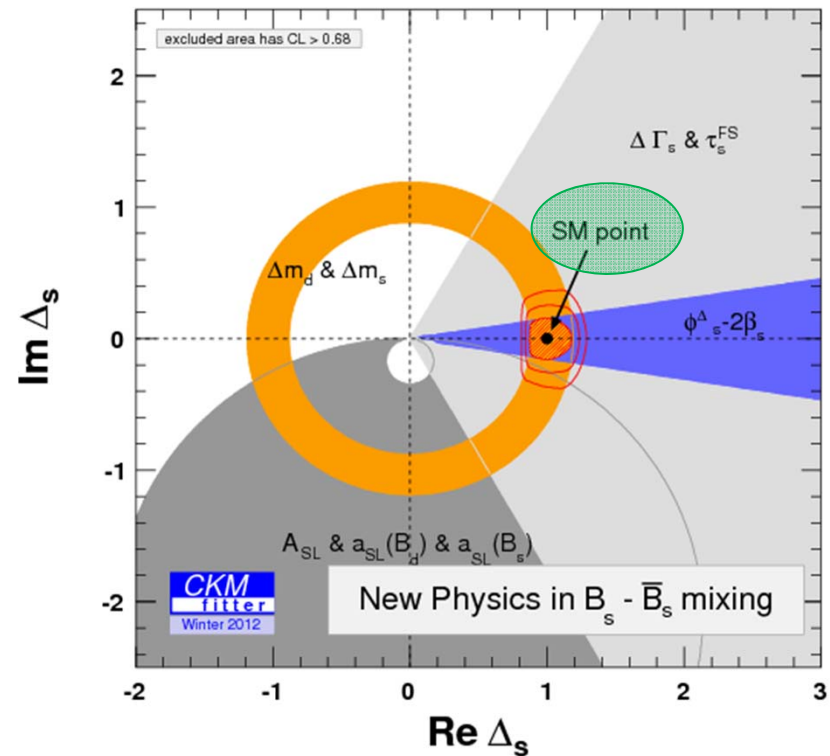 excluded area has CL > 0.68
2
1
0
-1
-2
Im Δs
Δ Γs & τs^FS
SM point
Δmd & Δms
ϕ^Δ s-2βs
ASL & aSL(Bd) & aSL(Bs)
CKM
fitter
Winter 2012
New Physics in Bs - B̅s mixing
-2 -1 0 1 2 3
Re Δs